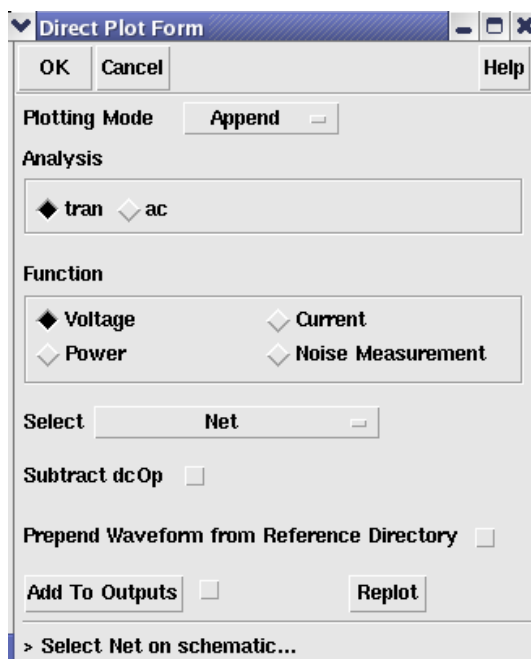 Direct Plot Form
OK Cancel Help
Plotting Mode Append
Analysis
tran ac
Function
Voltage Current
Power Noise Measurement
Select Net
Subtract dcOp
Prepend Waveform from Reference Directory
Add To Outputs Replot
> Select Net on schematic...